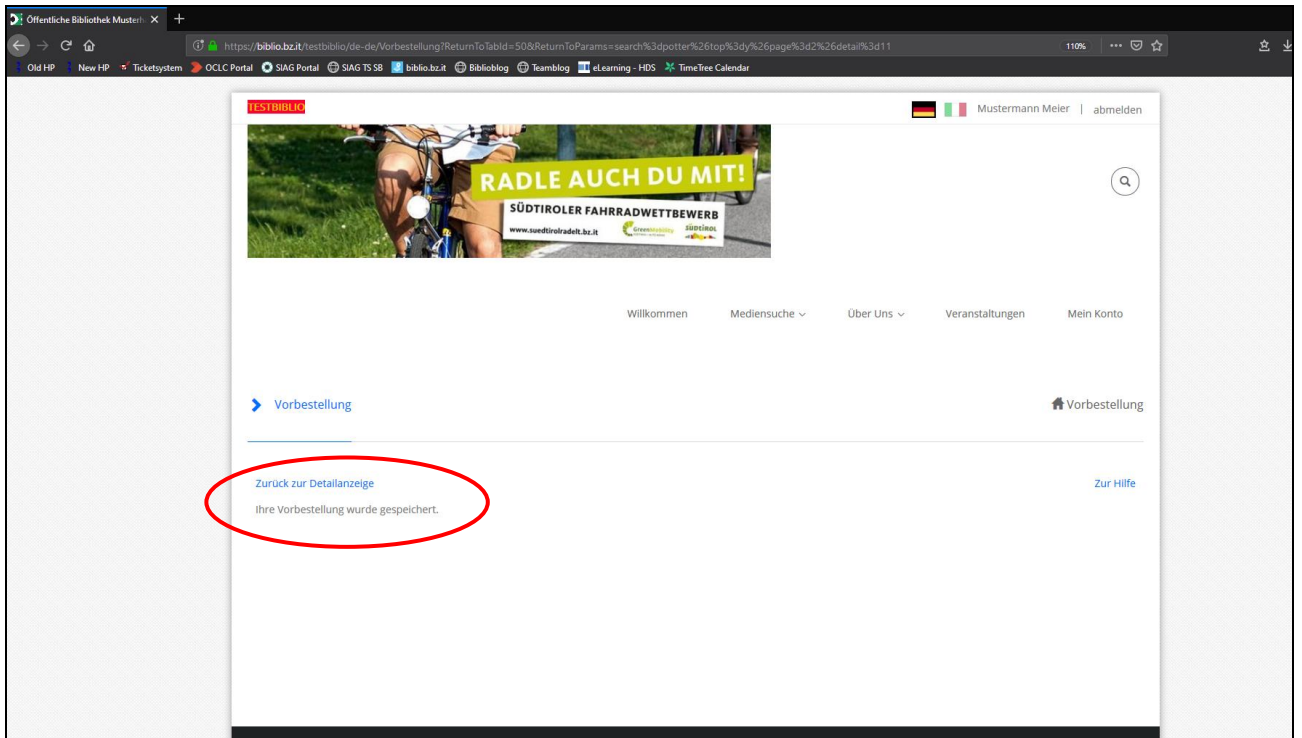 Öffentliche Bibliothek Musterh
https://biblio.bz.it/testbiblio/de-de/Vorbestellung?ReturnToTabId=50&ReturnToParams=search%3dpotter%26top%3dy%26page%3d2%26detail%3d11
110%
Old HP New HP Ticketsystem OCLC Portal SIAG Portal SIAG TS SB biblio.bz.it Biblioblog Teamblog eLearning - HDS TimeTree Calendar
TESTBIBLIO
Mustermann Meier | abmelden
RADLE AUCH DU MIT!
SÜDTIROLER FAHRRADWETTBEWERB
www.suedtirolradelt.bz.it GreenMobility SÜDTIROL
Willkommen Mediensuche Über Uns Veranstaltungen Mein Konto
Vorbestellung Vorbestellung
Zurück zur Detailanzeige Zur Hilfe
Ihre Vorbestellung wurde gespeichert.